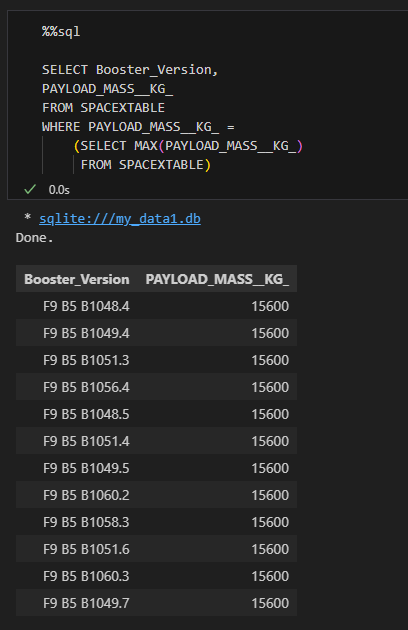 %%sql
SELECT Booster_Version,
PAYLOAD_MASS__KG_
FROM SPACEXTABLE
WHERE PAYLOAD_MASS__KG_ =
(SELECT MAX(PAYLOAD_MASS__KG_)
FROM SPACEXTABLE)
0.0s
* sqlite:///my_data1.db
Done.
Booster_Version PAYLOAD_MASS__KG_
F9 B5 B1048.4 15600
F9 B5 B1049.4 15600
F9 B5 B1051.3 15600
F9 B5 B1056.4 15600
F9 B5 B1048.5 15600
F9 B5 B1051.4 15600
F9 B5 B1049.5 15600
F9 B5 B1060.2 15600
F9 B5 B1058.3 15600
F9 B5 B1051.6 15600
F9 B5 B1060.3 15600
F9 B5 B1049.7 15600